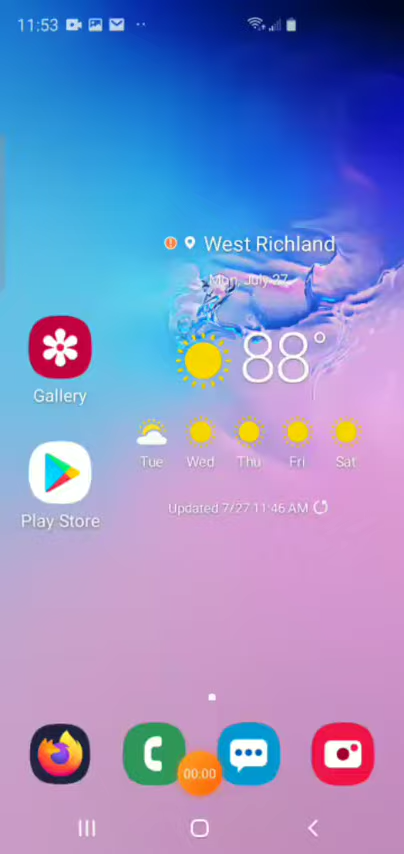 11:53
West Richland
Mon, July 27
88°
Gallery
Tue Wed Thu Fri Sat
Updated 7/27 11:46 AM
Play Store
00:00